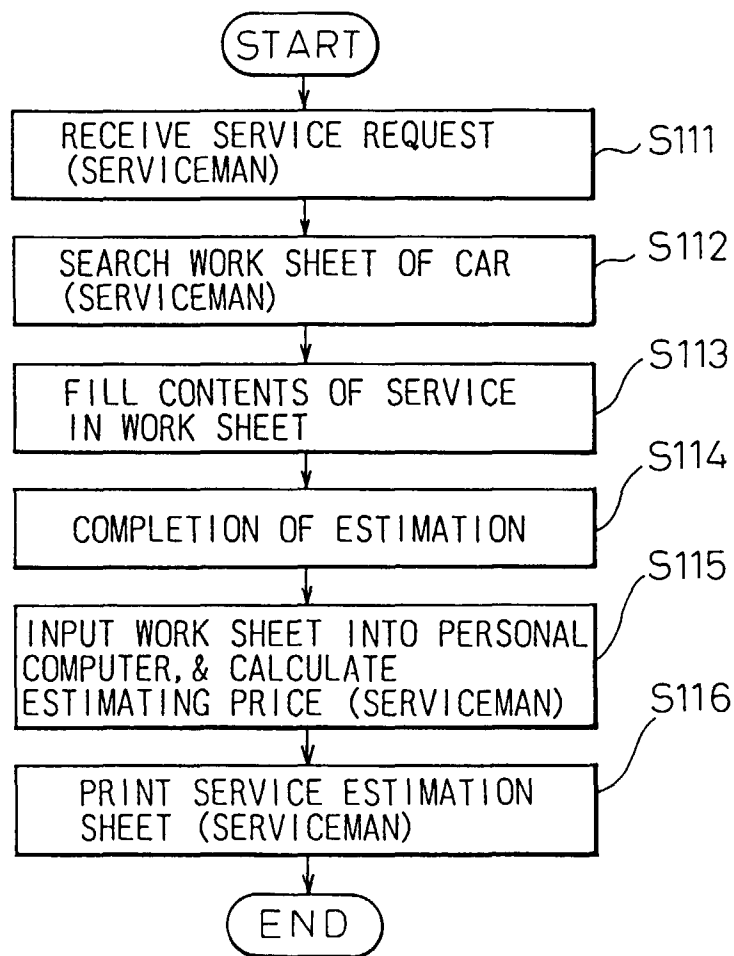 START
RECEIVE SERVICE REQUEST
(SERVICEMAN)
S111
SEARCH WORK SHEET OF CAR
(SERVICEMAN)
S112
FILL CONTENTS OF SERVICE
IN WORK SHEET
S113
COMPLETION OF ESTIMATION
S114
INPUT WORK SHEET INTO PERSONAL
COMPUTER,& CALCULATE
ESTIMATING PRICE (SERVICEMAN)
S115
PRINT SERVICE ESTIMATION
SHEET (SERVICEMAN)
S116
END